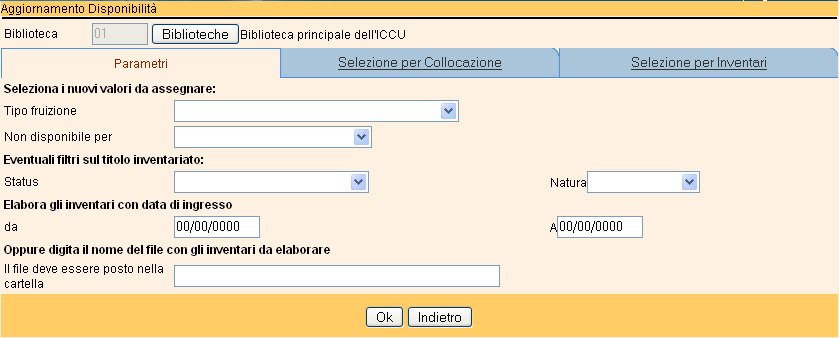 Aggiornamento Disponibilità
Biblioteca 01 Biblioteche Biblioteca principale dell'ICCU
Parametri Selezione per Collocazione Selezione per Inventari
Seleziona i nuovi valori da assegnare:
Tipo fruizione
Non disponibile per
Eventuali filtri sul titolo inventariato:
Status Natura
Elabora gli inventari con data di ingresso
da 00/00/0000 A 00/00/0000
Oppure digita il nome del file con gli inventari da elaborare
Il file deve essere posto nella
cartella
Ok Indietro